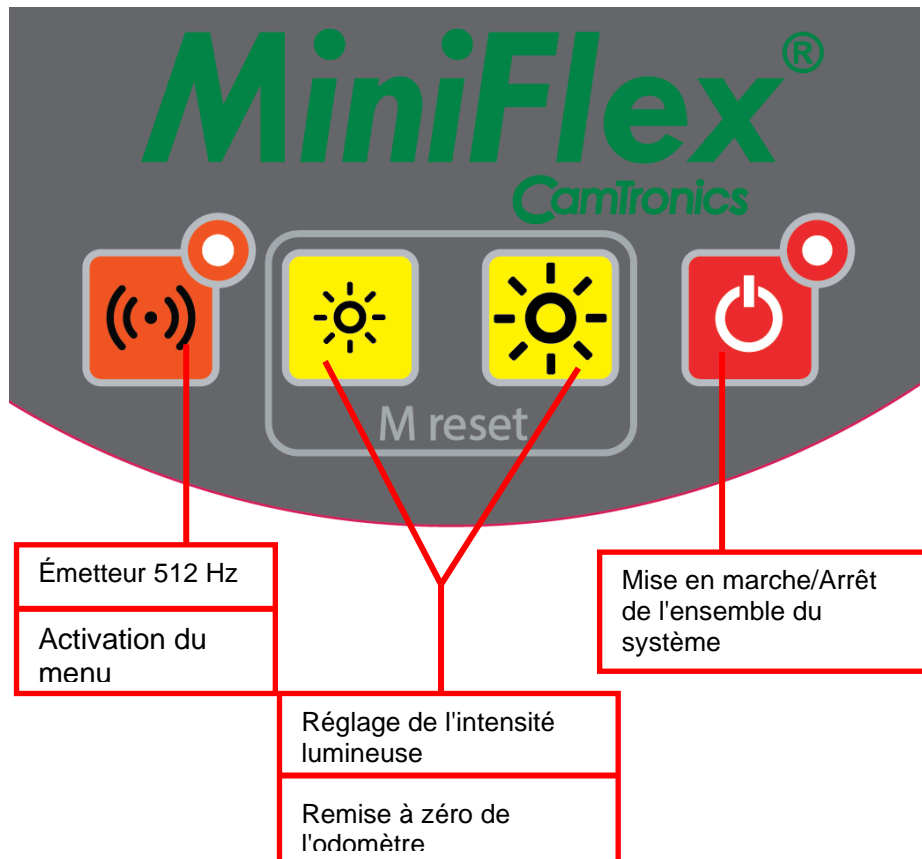 MiniFlex®
CamTronics
M reset
Émetteur 512 Hz
Activation du
menu
Réglage de l'intensité
lumineuse
Remise à zéro de
l'odomètre
Mise en marche/Arrêt
de l'ensemble du
système